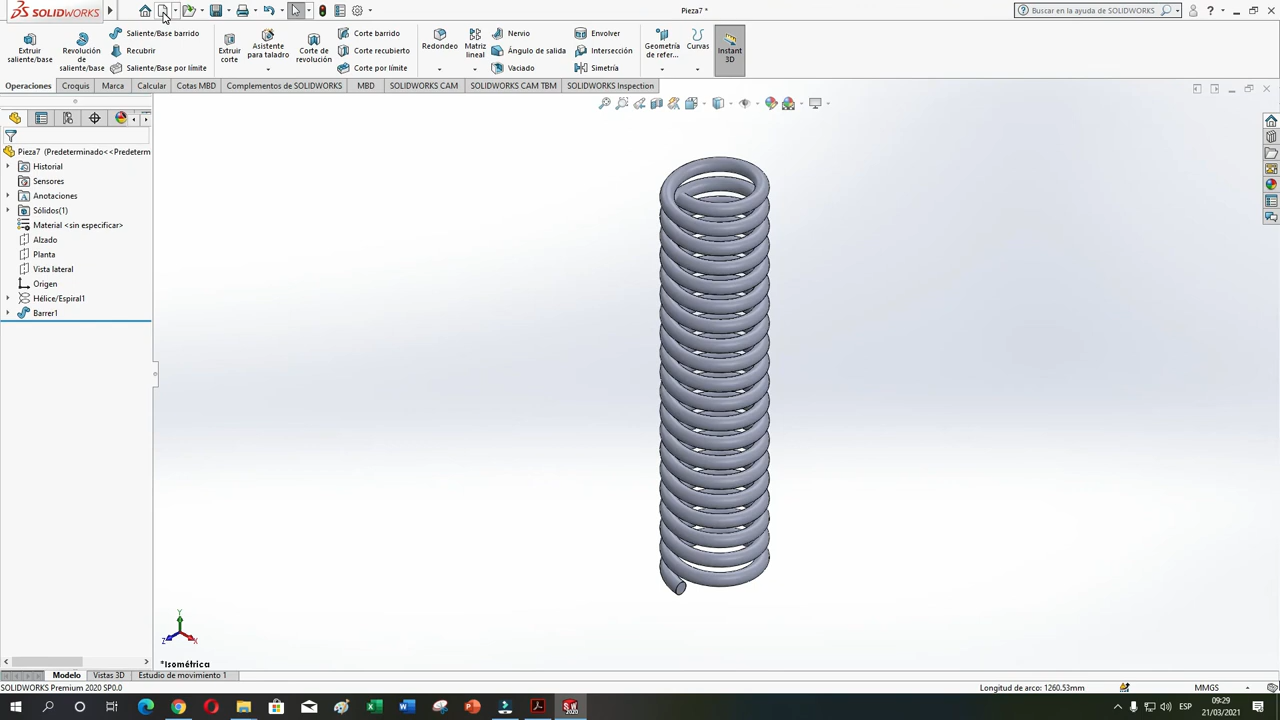 SOLIDWORKS
Pieza7 *
Buscar en la ayuda de SOLIDWORKS
Extruir saliente/base
Revolución de saliente/base
Saliente/Base barrido
Recubrir
Saliente/Base por límite
Extruir corte
Asistente para taladro
Corte de revolución
Corte barrido
Corte recubierto
Corte por límite
Redondeo
Matriz lineal
Nervio
Ángulo de salida
Vaciado
Envolver
Intersección
Simetría
Geometría de refer...
Curvas
Instant 3D
Operaciones
Croquis
Marca
Calcular
Cotas MBD
Complementos de SOLIDWORKS
MBD
SOLIDWORKS CAM
SOLIDWORKS CAM TBM
SOLIDWORKS Inspection
Pieza7 (Predeterminado<<Predeterm
Historial
Sensores
Anotaciones
Sólidos(1)
Material <sin especificar>
Alzado
Planta
Vista lateral
Origen
Hélice/Espiral1
Barrer1
Y
Z
X
*Isométrica
Modelo
Vistas 3D
Estudio de movimiento 1
SOLIDWORKS Premium 2020 SP0.0
Longitud de arco: 1260.53mm
MMGS
ESP
09:29
21/03/2021